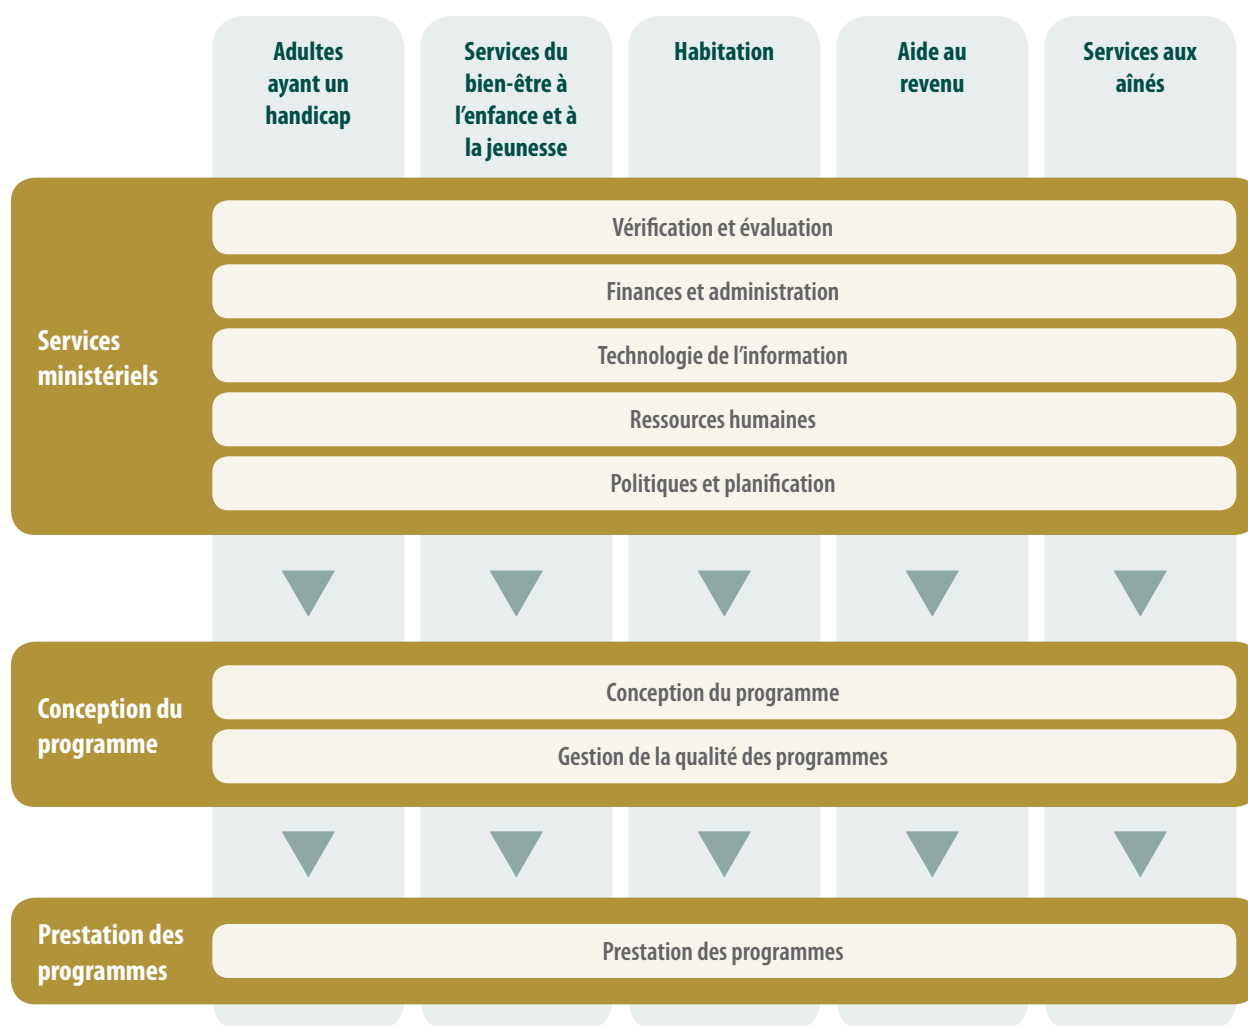 Adultes
ayant un
handicap
Services du
bien-être à
l’enfance et à
la jeunesse
Habitation
Aide au
revenu
Services aux
aînés
Services
ministériels
Vérification et évaluation
Finances et administration
Technologie de l’information
Ressources humaines
Politiques et planification
Conception du
programme
Conception du programme
Gestion de la qualité des programmes
Prestation des
programmes
Prestation des programmes